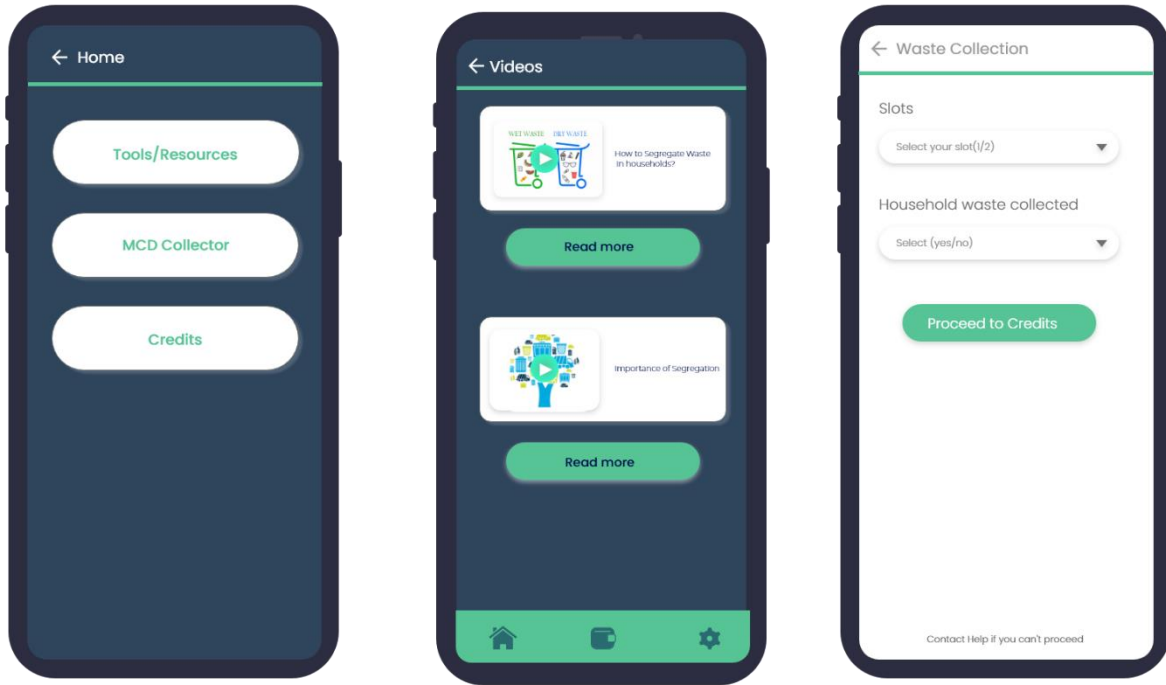 Home
Tools/Resources
MCD Collector
Credits
Videos
WET WASTE DRY WASTE
How to Segregate Waste
in households?
Read more
Importance of Segregation
Read more
Waste Collection
Slots
Select your slot(1/2)
Household waste collected
Select (yes/no)
Proceed to Credits
Contact Help if you can't proceed